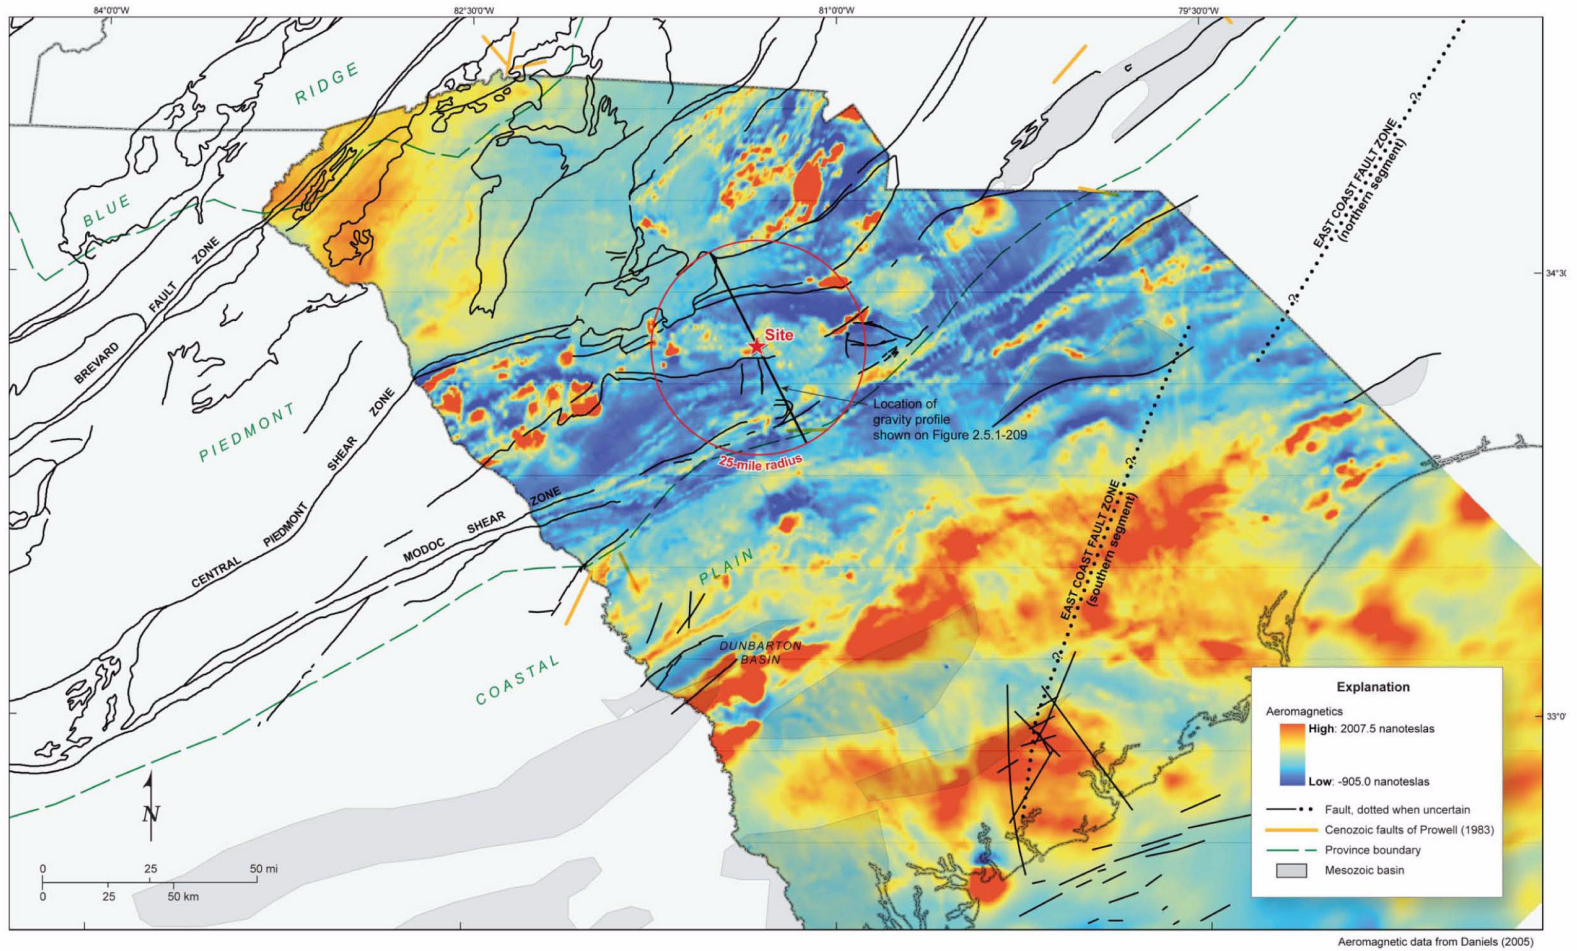 84°0'0"W
82°30'0"W
81°0'0"W
79°30'0"W
RIDGE
BLUE
BREVARD FAULT ZONE
PIEDMONT
CENTRAL PIEDMONT SHEAR ZONE
MODOC SHEAR ZONE
COASTAL
PLAIN
DUNBARTON
BASIN
Site
25-mile radius
Location of
gravity profile
shown on Figure 2.5.1-209
EAST COAST FAULT ZONE
(northern segment)
?
?
?
EAST COAST FAULT ZONE
(southern segment)
?
?
34°3
33°0'
N
0 25 50 mi
0 25 50 km
Explanation
Aeromagnetics
High: 2007.5 nanoteslas
Low: -905.0 nanoteslas
Fault, dotted when uncertain
Cenozoic faults of Prowell (1983)
Province boundary
Mesozoic basin
Aeromagnetic data from Daniels (2005)